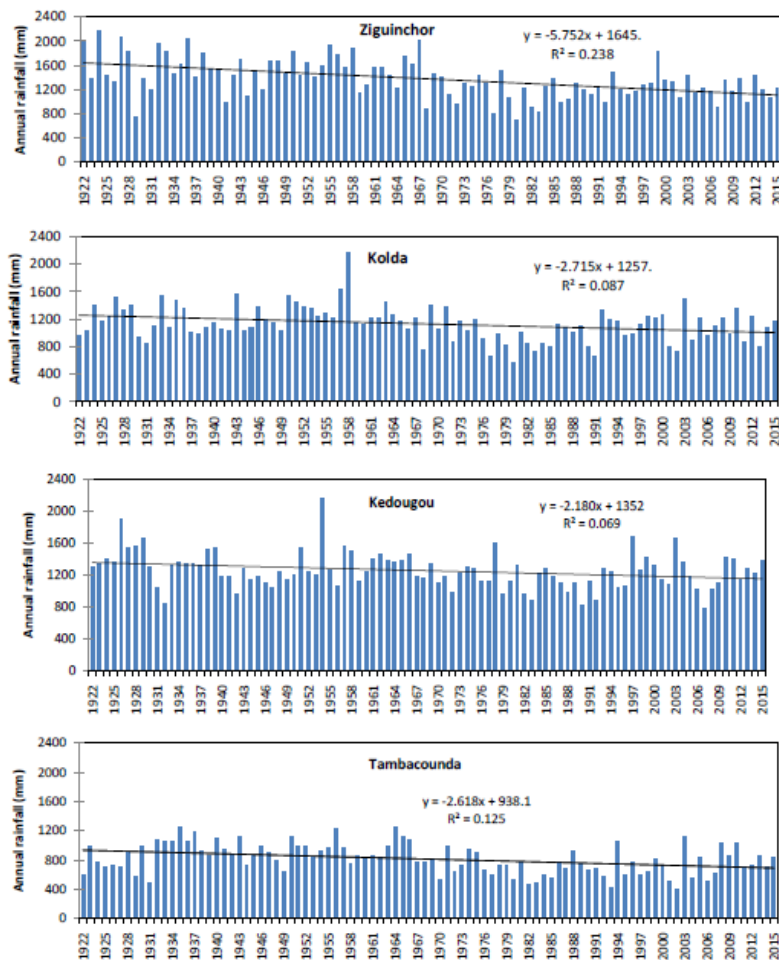 Ziguinchor
y = -5.752x + 1645.
R² = 0.238
Annual rainfall (mm)
2400
2000
1600
1200
800
400
0
1922 1925 1928 1931 1934 1937 1940 1943 1946 1949 1952 1955 1958 1961 1964 1967 1970 1973 1976 1979 1982 1985 1988 1991 1994 1997 2000 2003 2006 2009 2012 2015
Kolda
y = -2.715x + 1257.
R² = 0.087
Annual rainfall (mm)
2400
2000
1600
1200
800
400
0
1922 1925 1928 1931 1934 1937 1940 1943 1946 1949 1952 1955 1958 1961 1964 1967 1970 1973 1976 1979 1982 1985 1988 1991 1994 1997 2000 2003 2006 2009 2012 2015
Kedougou
y = -2.180x + 1352
R² = 0.069
Annual rainfall (mm)
2400
2000
1600
1200
800
400
0
1922 1925 1928 1931 1934 1937 1940 1943 1946 1949 1952 1955 1958 1961 1964 1967 1970 1973 1976 1979 1982 1985 1988 1991 1994 1997 2000 2003 2006 2009 2012 2015
Tambacounda
y = -2.618x + 938.1
R² = 0.125
Annual rainfall (mm)
2400
2000
1600
1200
800
400
0
1922 1925 1928 1931 1934 1937 1940 1943 1946 1949 1952 1955 1958 1961 1964 1967 1970 1973 1976 1979 1982 1985 1988 1991 1994 1997 2000 2003 2006 2009 2012 2015